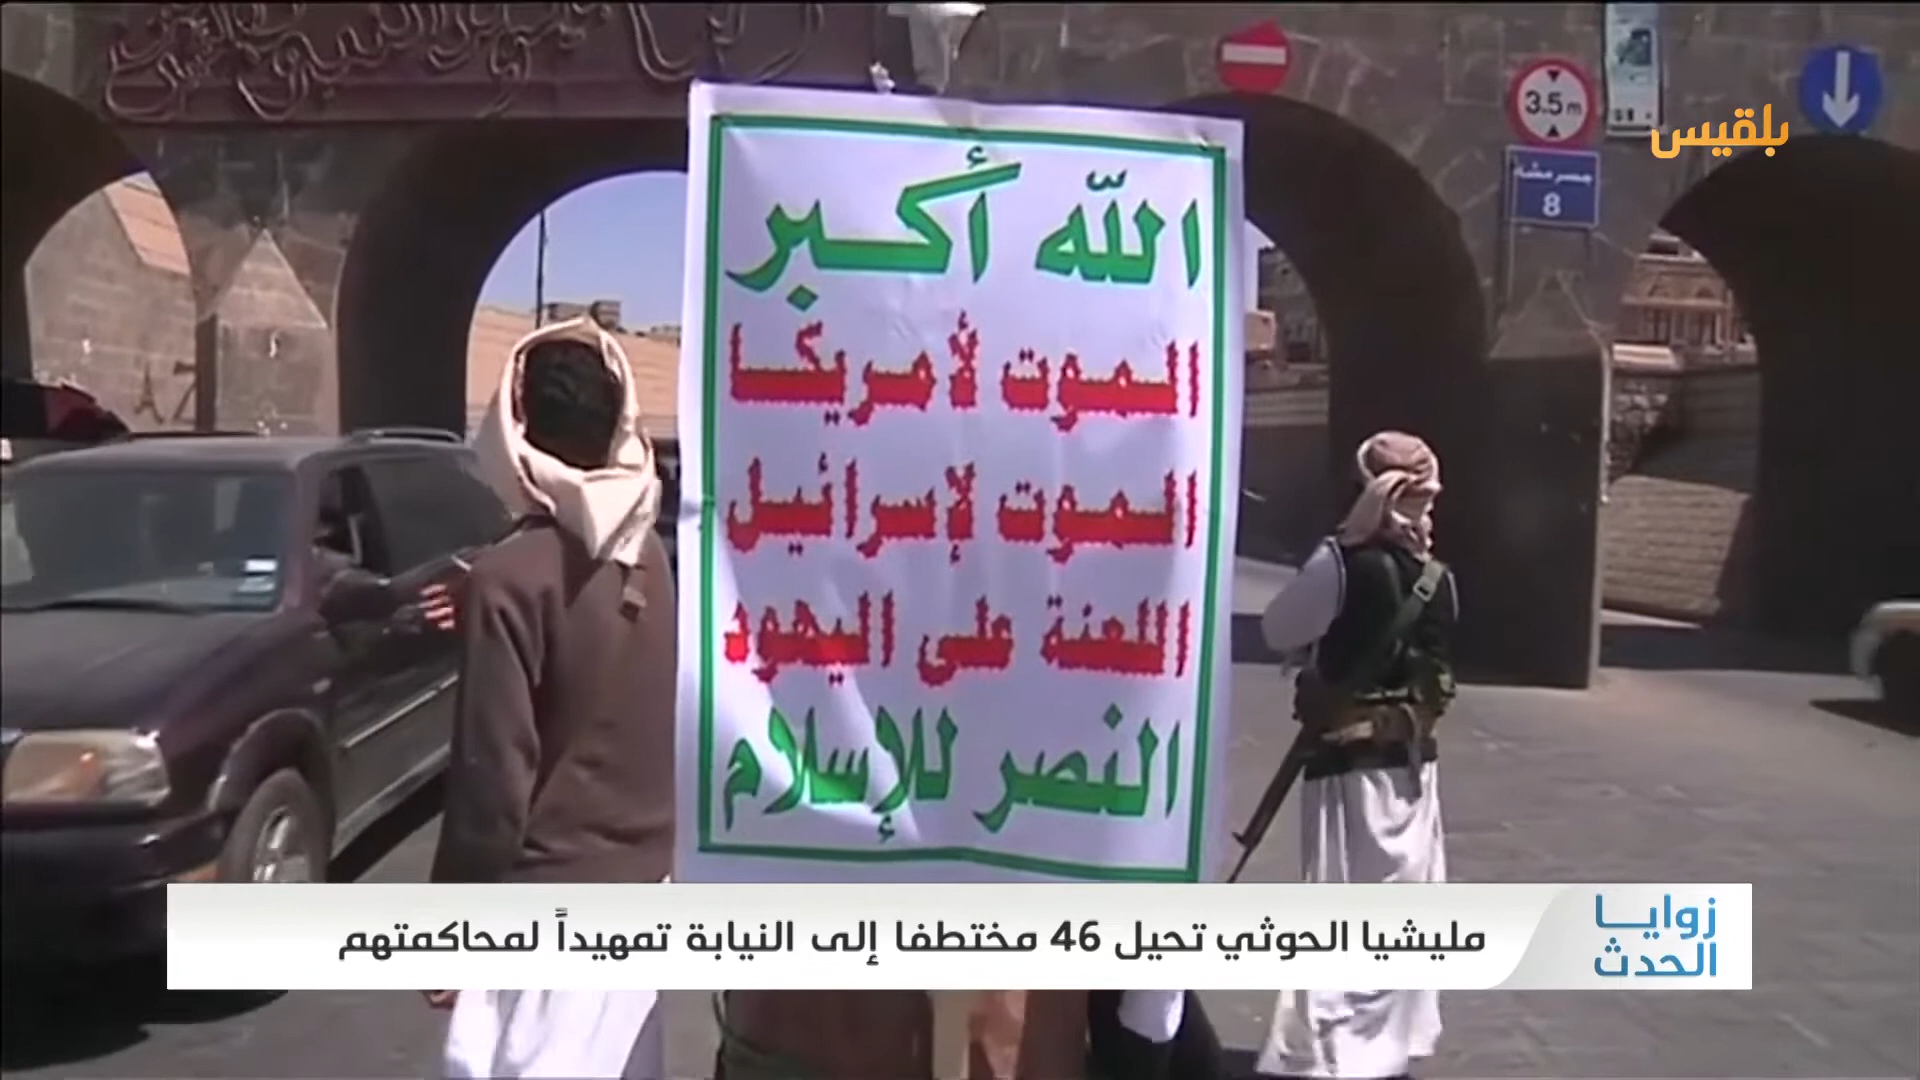 3.5m
بلقيس
8
الله أكبر
الموت لأمريكا
الموت لإسرائيل
اللعنة على اليهود
النصر للإسلام
زوايا
الحدث
مليشيا الحوثي تحيل 46 مختطفا إلى النيابة تمهيداً لمحاكمتهم